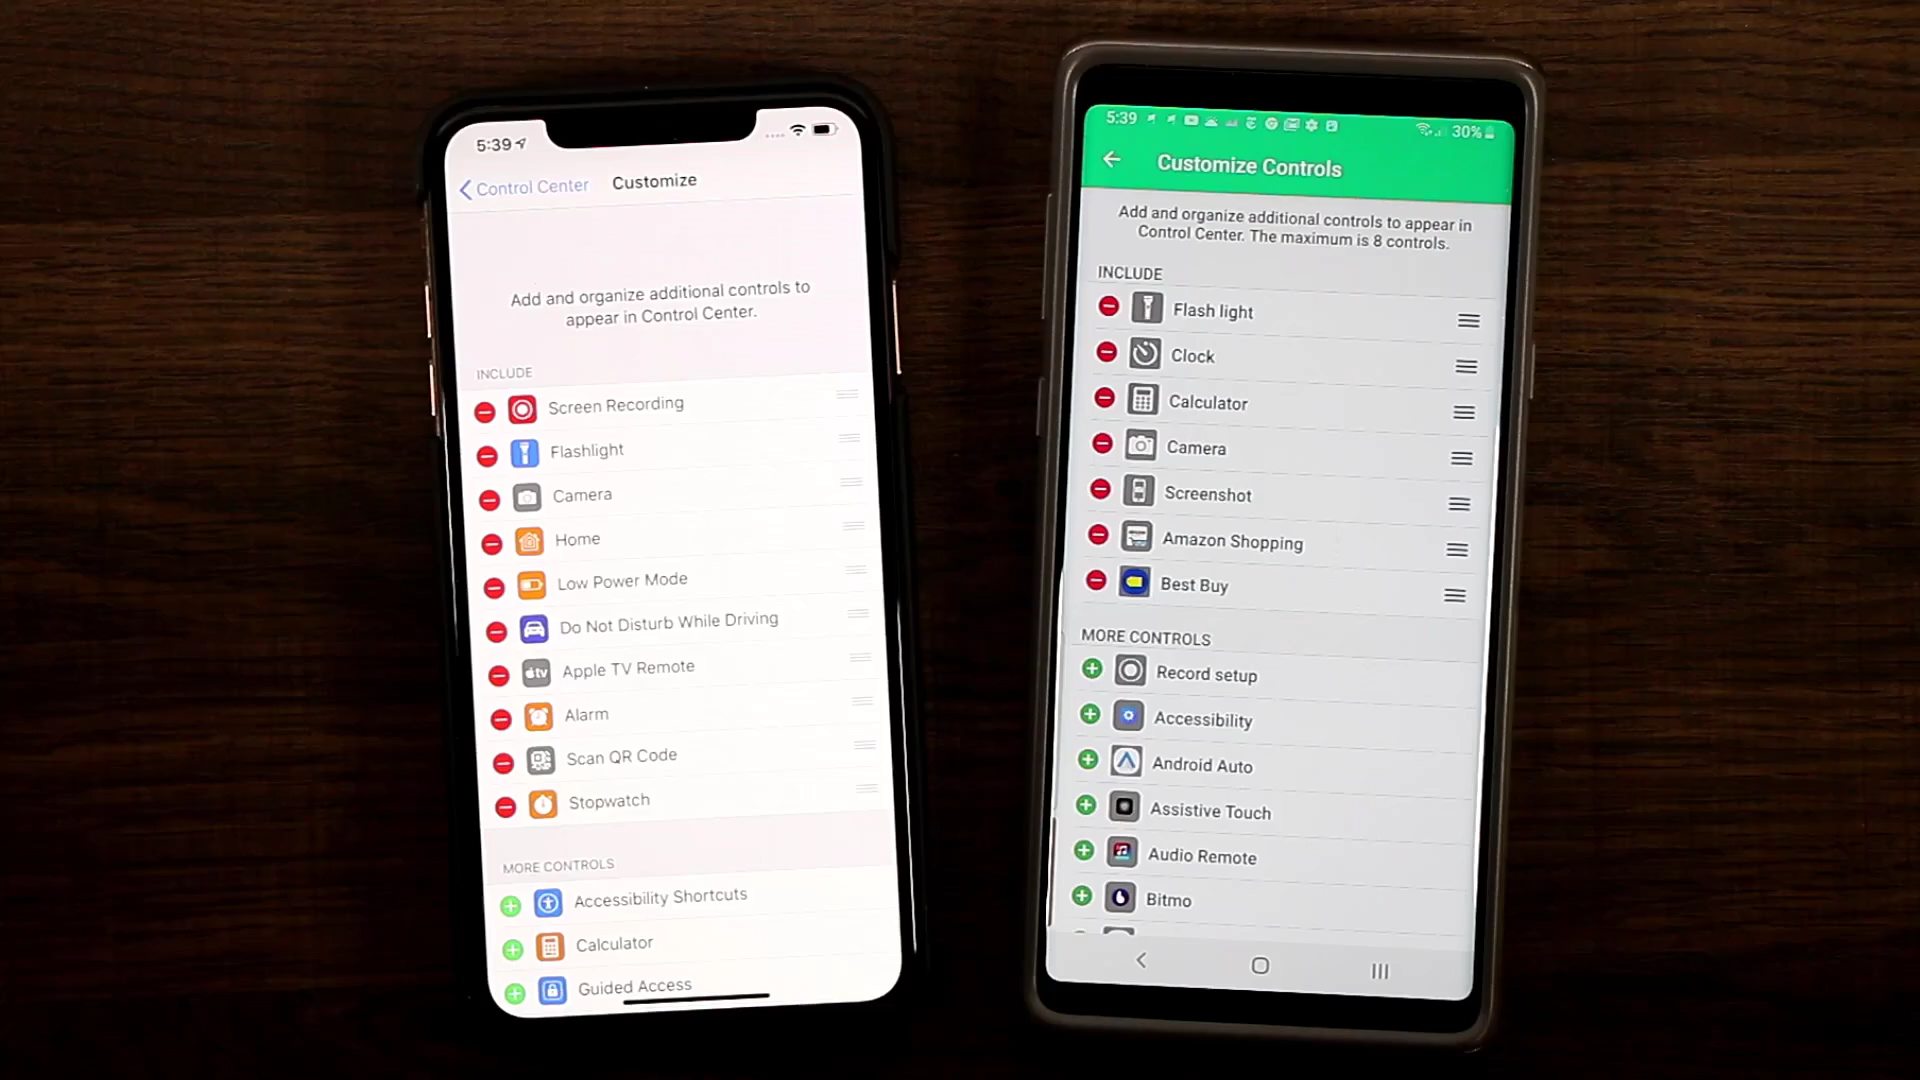 5:39
Control Center
Customize
Add and organize additional controls to
appear in Control Center.
INCLUDE
Screen Recording
Flashlight
Camera
Home
Low Power Mode
Do Not Disturb While Driving
tv
Apple TV Remote
Alarm
Scan QR Code
Stopwatch
MORE CONTROLS
Accessibility Shortcuts
Calculator
Guided Access
5:39
30%
Customize Controls
Add and organize additional controls to appear in
Control Center. The maximum is 8 controls.
INCLUDE
Flash light
Clock
Calculator
Camera
Screenshot
Amazon Shopping
Best Buy
MORE CONTROLS
Record setup
Accessibility
Android Auto
Assistive Touch
Audio Remote
Bitmo